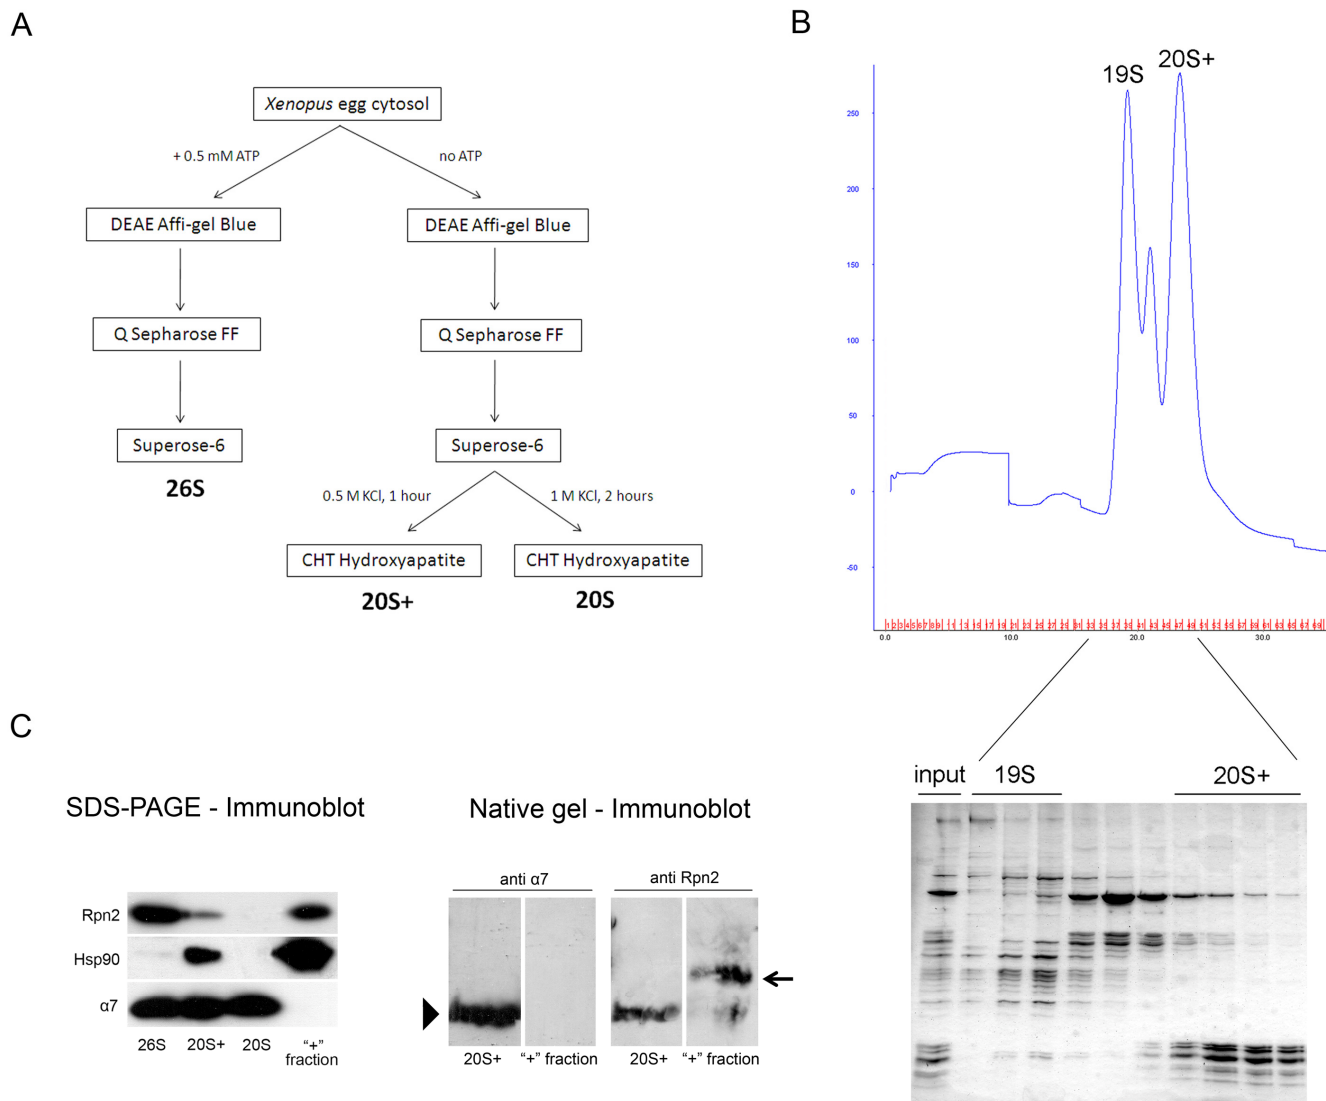 A
Xenopus egg cytosol
+ 0.5 mM ATP
no ATP
DEAE Affi-gel Blue
DEAE Affi-gel Blue
Q Sepharose FF
Q Sepharose FF
Superose-6
Superose-6
26S
0.5 M KCl, 1 hour
1 M KCl, 2 hours
CHT Hydroxyapatite
CHT Hydroxyapatite
20S+
20S
B
19S
20S+
250
200
150
100
50
0
-50
0.0
10.0
20.0
30.0
input
19S
20S+
C
SDS-PAGE - Immunoblot
Rpn2
Hsp90
α7
26S
20S+
20S
“+”
fraction
Native gel - Immunoblot
anti α7
anti Rpn2
20S+
“+” fraction
20S+
“+” fraction